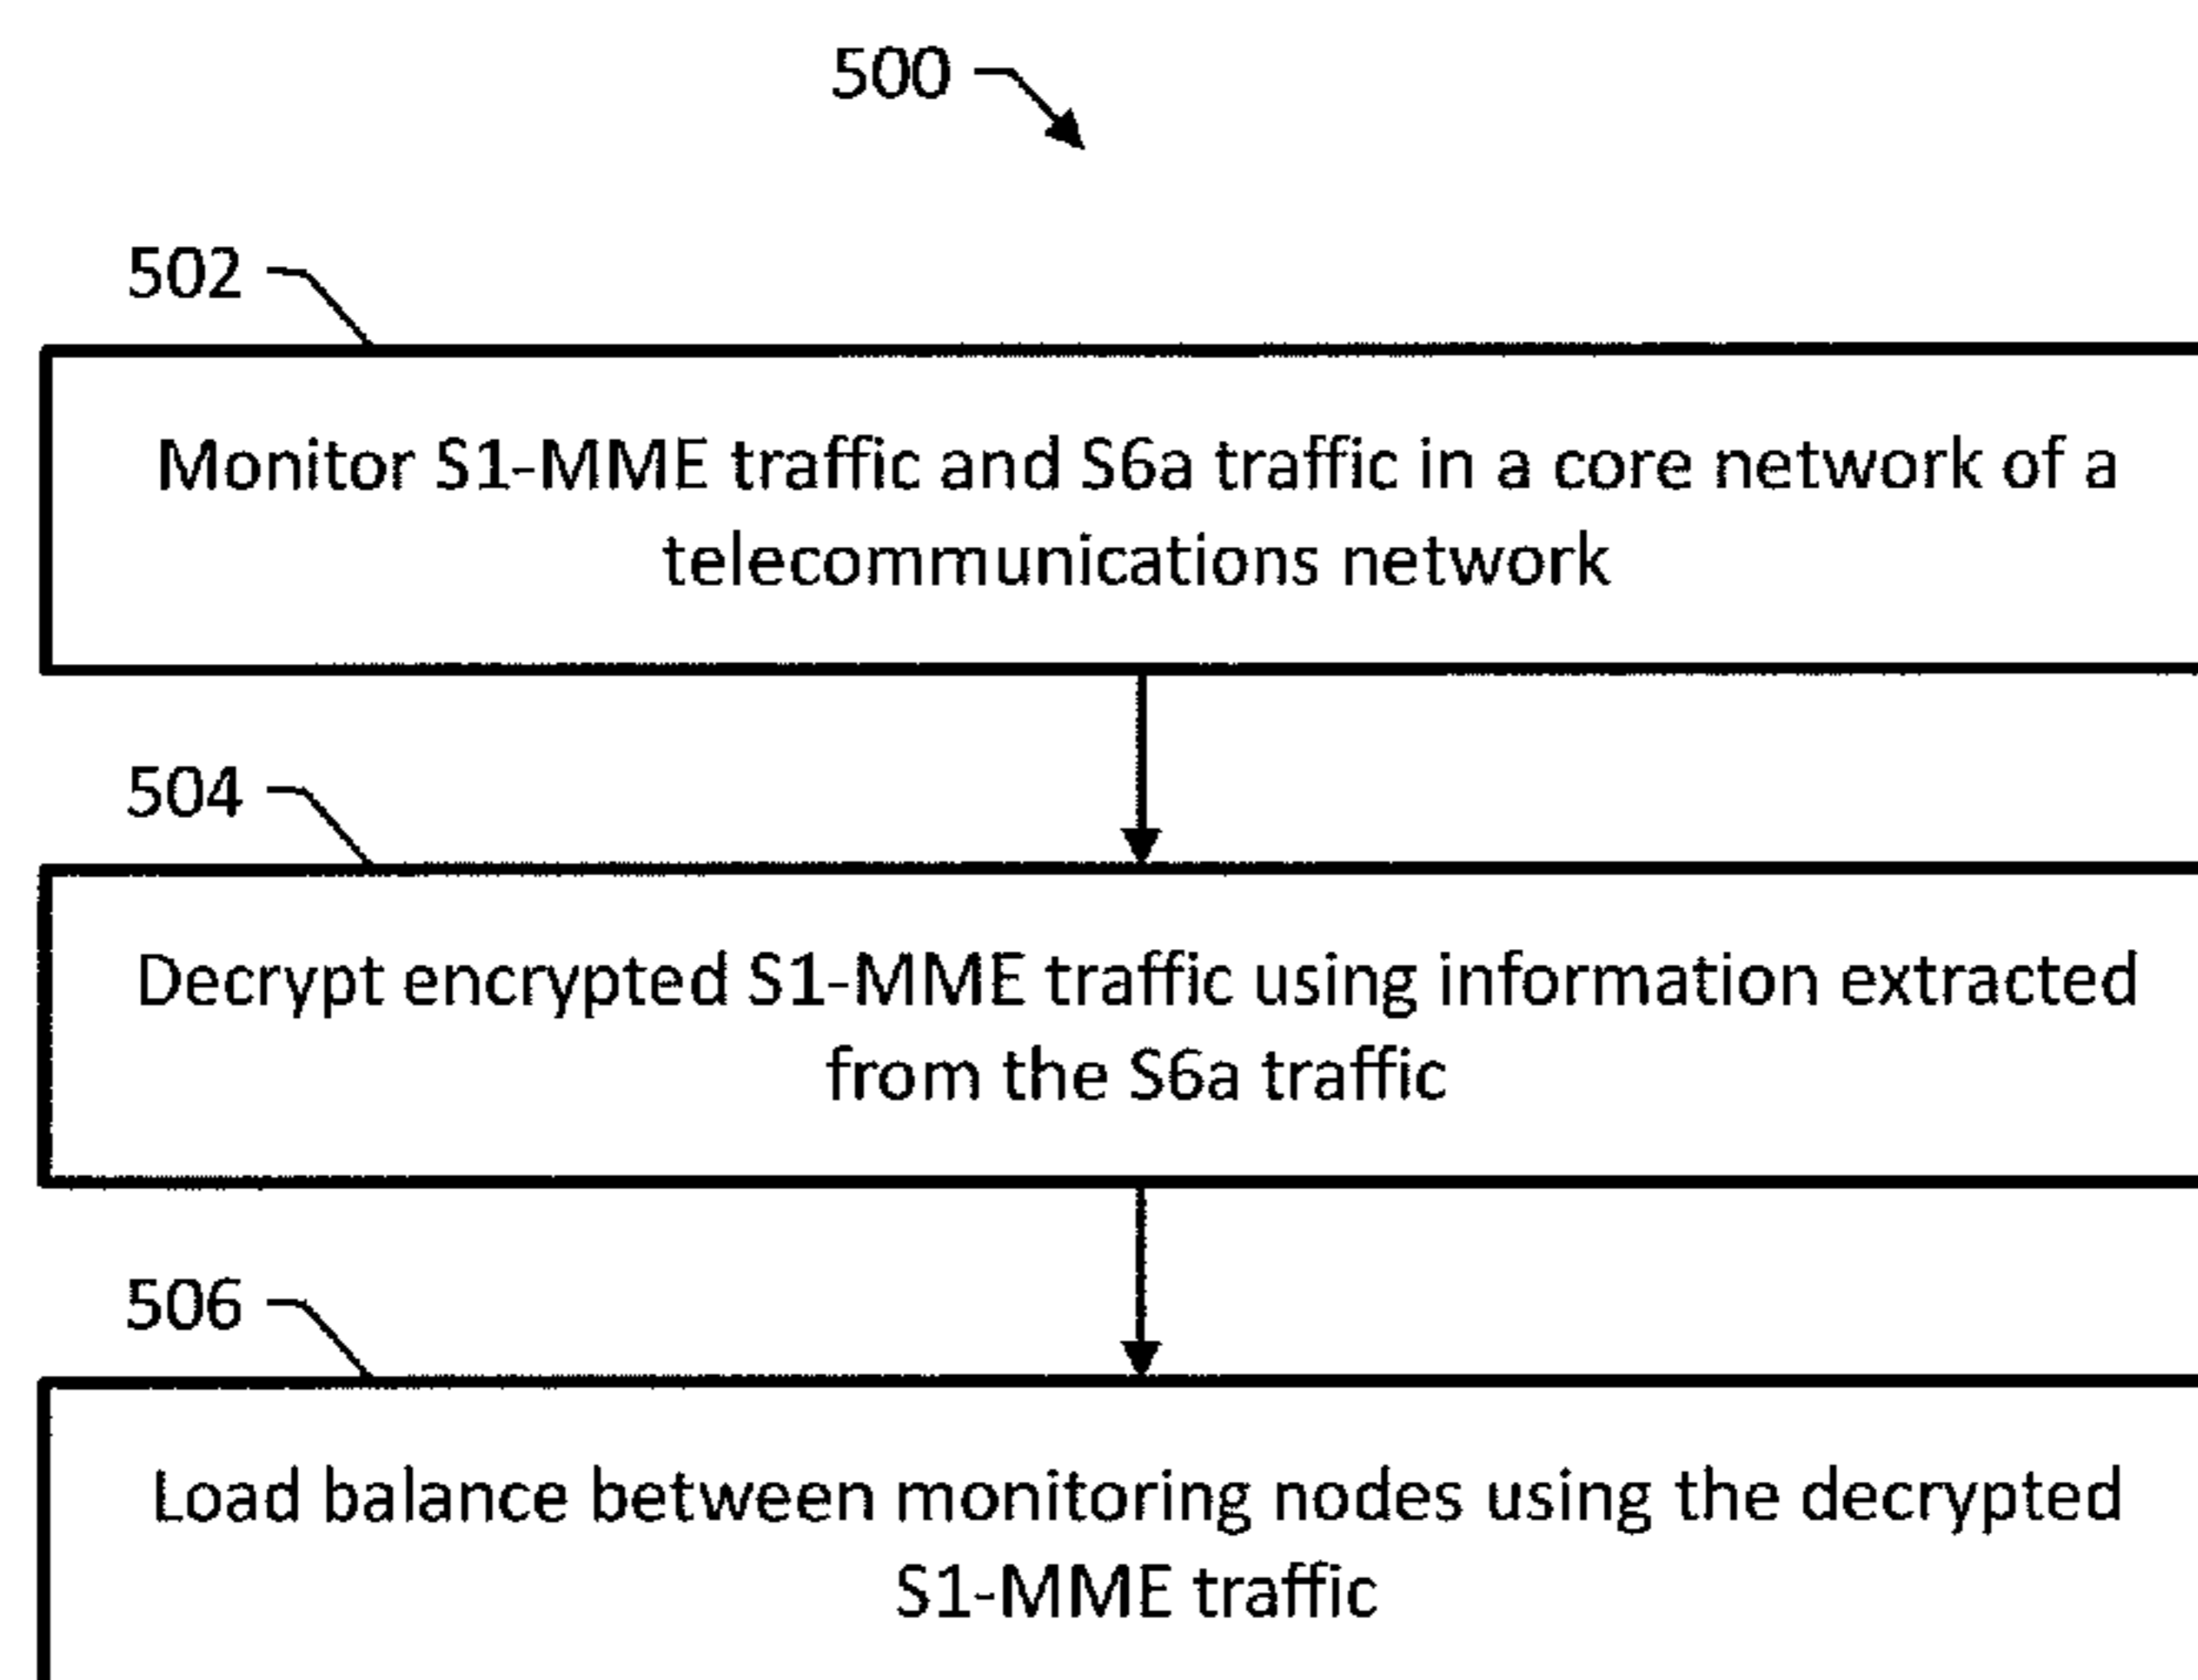 500
502
Monitor S1-MME traffic and S6a traffic in a core network of a
telecommunications network
504
Decrypt encrypted S1-MME traffic using information extracted
from the S6a traffic
506
Load balance between monitoring nodes using the decrypted
S1-MME traffic